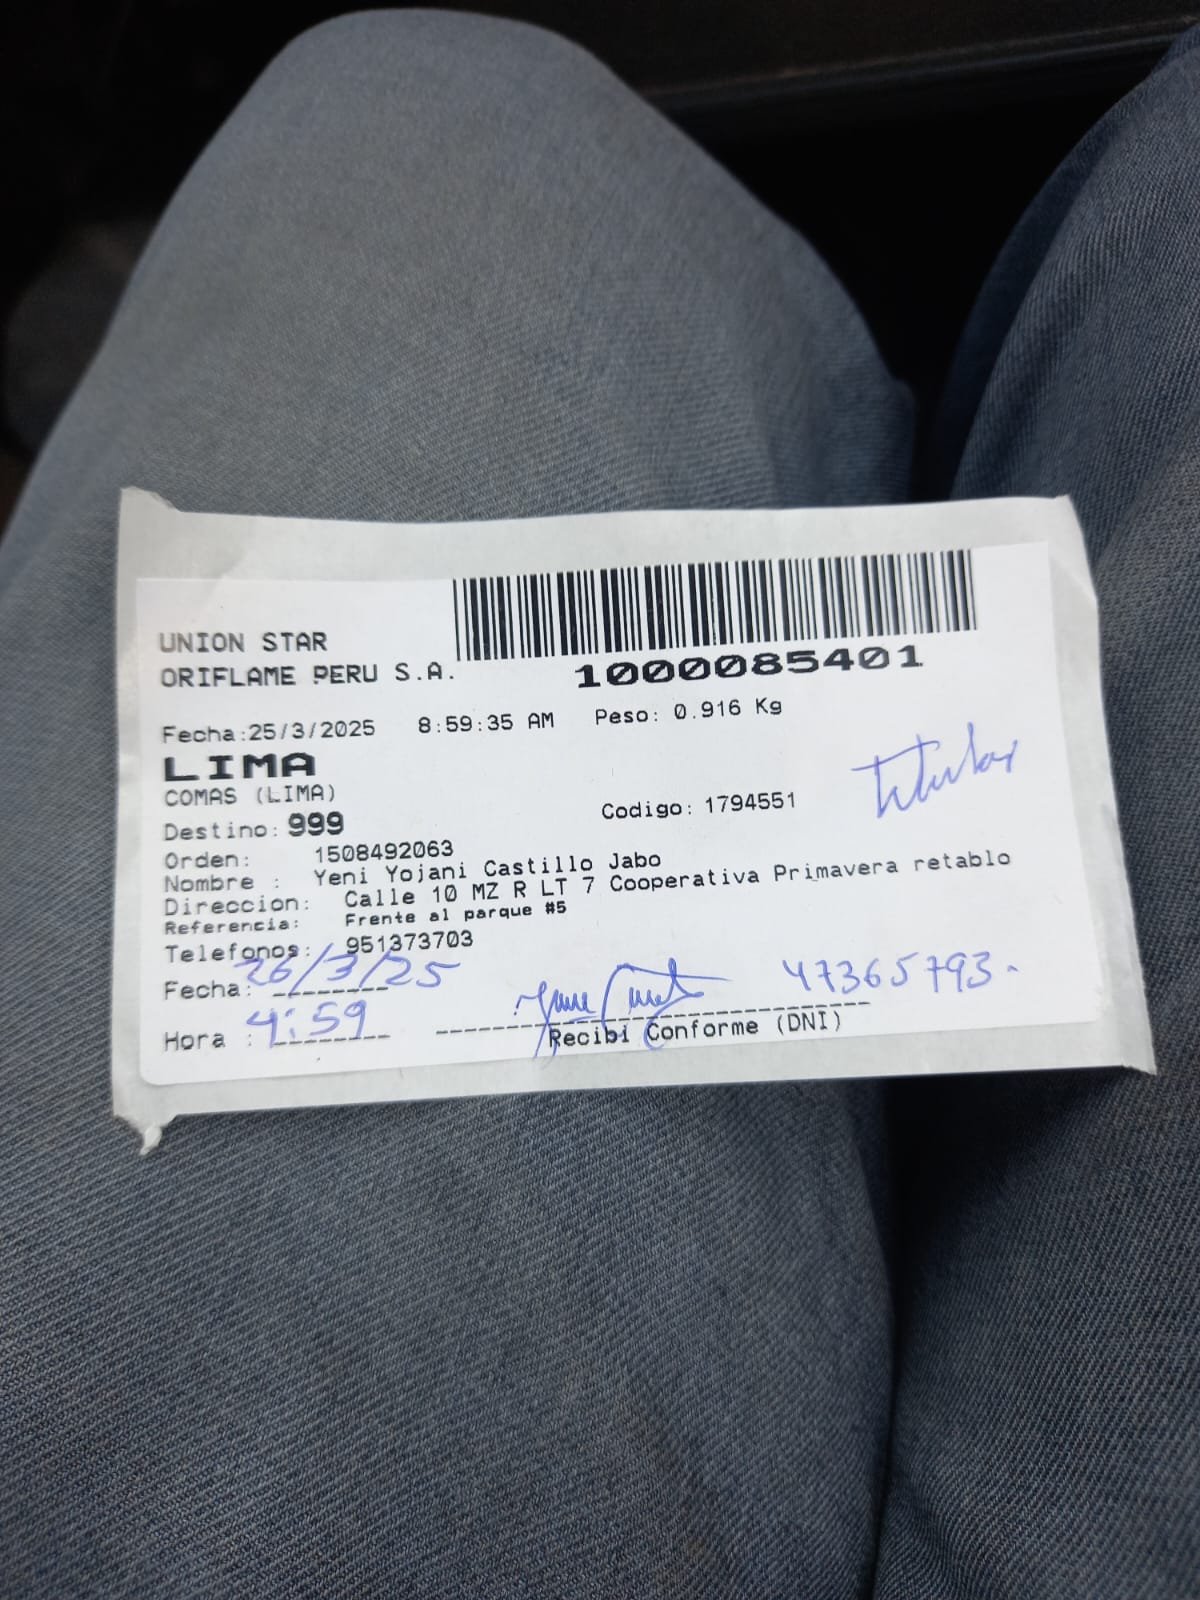 UNION STAR
ORIFLAME PERU S.A.
1000085401
Fecha:25/3/2025 8:59:35 AM Peso: 0.916 Kg
LIMA
COMAS (LIMA)
Titular
Destino: 999 Codigo: 1794551
Orden: 1508492063
Nombre : Yeni Yojani Castillo Jabo
Direccion: Calle 10 MZ R LT 7 Cooperativa Primavera retablo
Referencia: Frente al parque #5
Telefonos: 951373703
Fecha: 26/3/25 47365793.
Hora : 4:59 Recibi Conforme (DNI)